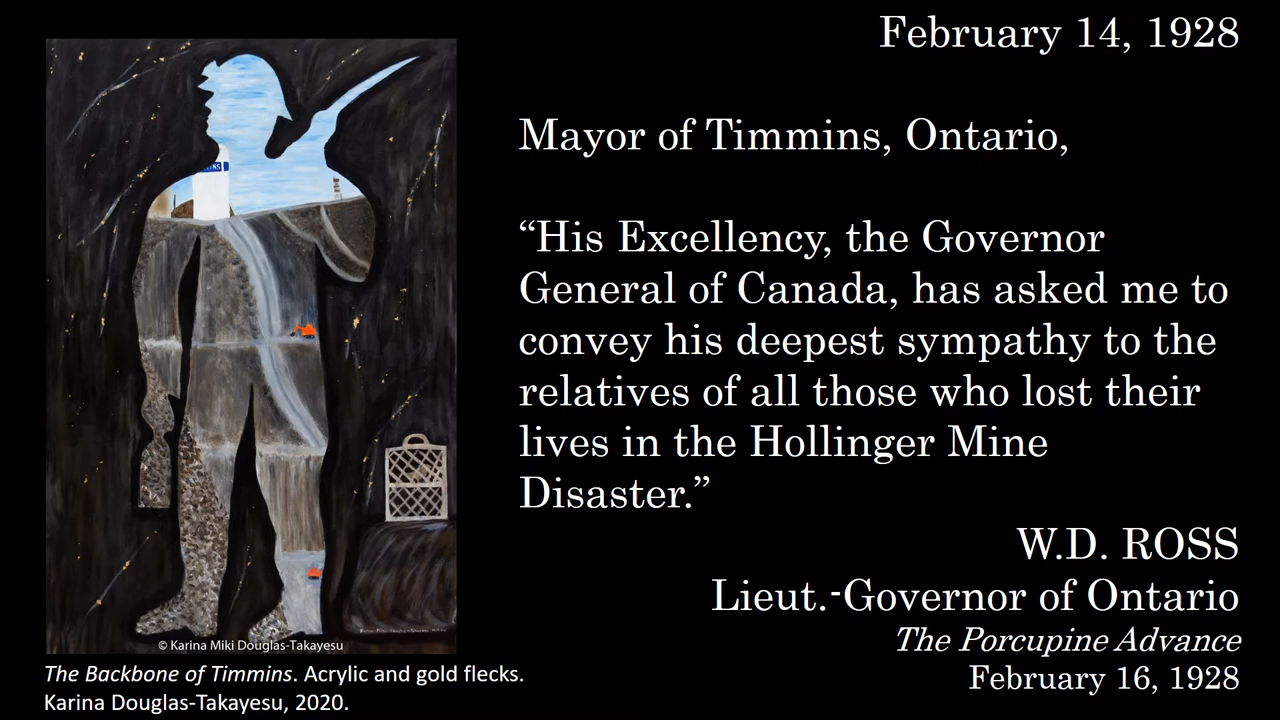 February 14, 1928
Mayor of Timmins, Ontario,
“His Excellency, the Governor
General of Canada, has asked me to
convey his deepest sympathy to the
relatives of all those who lost their
lives in the Hollinger Mine
Disaster.”
W.D. ROSS
Lieut.-Governor of Ontario
The Porcupine Advance
February 16, 1928
© Karina Miki Douglas-Takayesu
The Backbone of Timmins. Acrylic and gold flecks.
Karina Douglas-Takayesu, 2020.